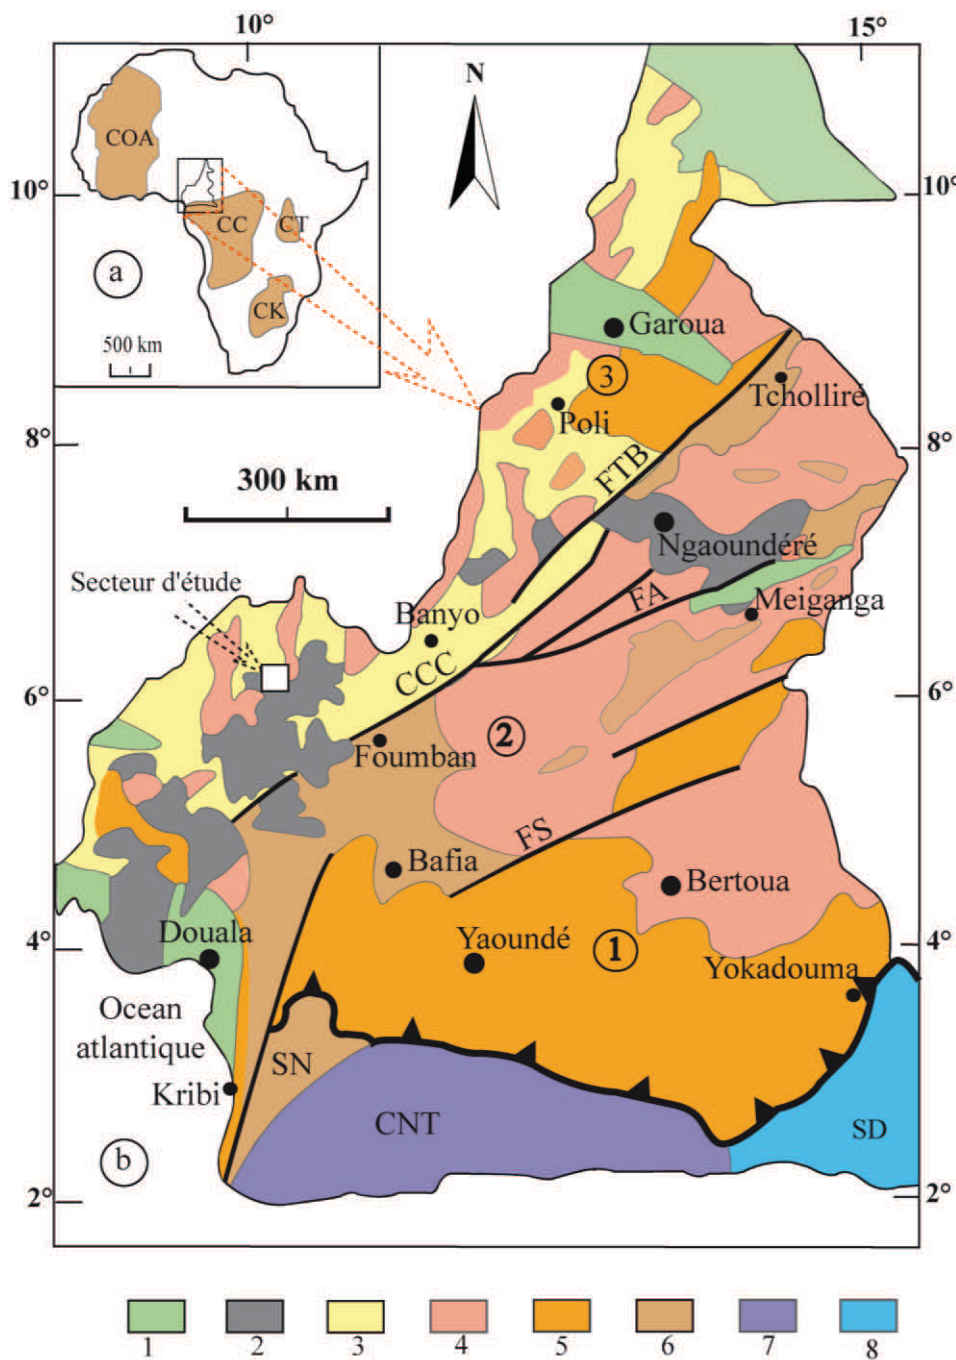 10°
15°
N
COA
10°
10°
CC
CT
a
CK
Garoua
500 km
3
Tcholliré
Poli
8°
8°
FTB
300 km
Ngaoundéré
Secteur d'étude
FA
Meiganga
Banyo
CCC
6°
6°
2
Foumban
FS
Bafia
Bertoua
Douala
Yaoundé
1
4°
4°
Yokadouma
Ocean
atlantique
SN
Kribi
CNT
SD
b
2°
2°
1 2 3 4 5 6 7 8